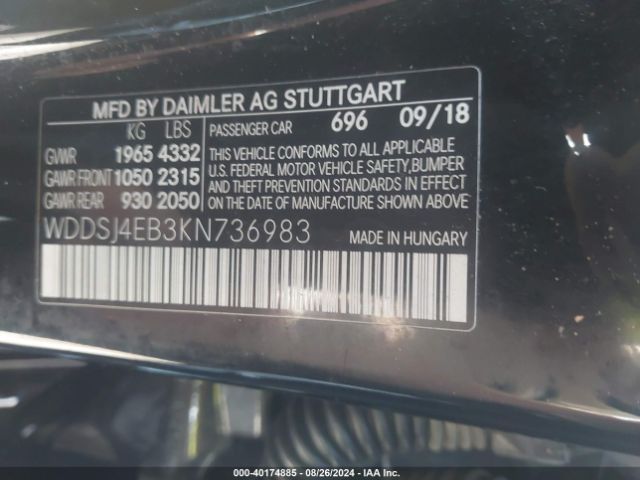 MFD BY DAIMLER AG STUTTGART
KG LBS
GVWR 1965 4332
GAWR FRONT 1050 2315
GAWR REAR 930 2050
PASSENGER CAR 696 09/18
THIS VEHICLE CONFORMS TO ALL APPLICABLE
U.S. FEDERAL MOTOR VEHICLE SAFETY, BUMPER
AND THEFT PREVENTION STANDARDS IN EFFECT
ON THE DATE OF MANUFACTURE SHOWN ABOVE
WDDSJ4EB3KN736983
MADE IN HUNGARY
000-40174885 - 08/26/2024 - IAA Inc.